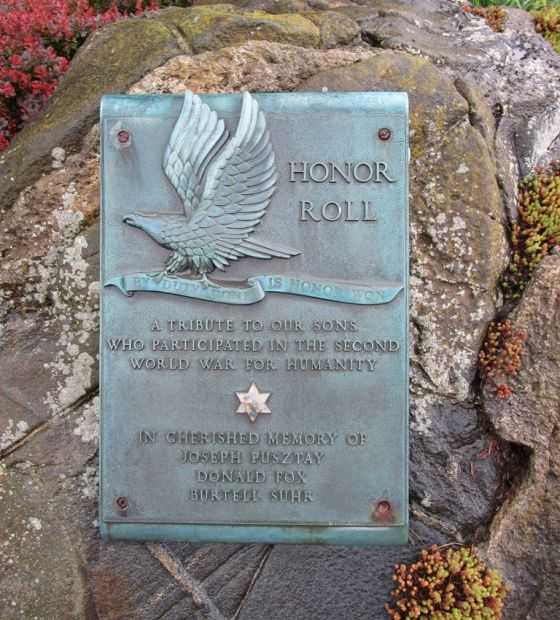 HONOR
ROLL
BY DUTY DONE IS HONOR WON
A TRIBUTE TO OUR SONS
WHO PARTICIPATED IN THE SECOND
WORLD WAR FOR HUMANITY
IN CHERISHED MEMORY OF
JOSEPH PUSZTAY
DONALD FOX
BURTELL SUHR